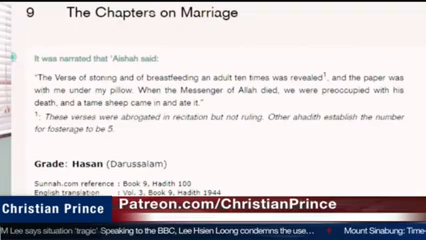 9 The Chapters on Marriage
It was narrated that 'Aishah said:
"The Verse of stoning and of breastfeeding an adult ten times was revealed¹, and the paper was
with me under my pillow. When the Messenger of Allah died, we were preoccupied with his
death, and a tame sheep came in and ate it."
¹: These verses were abrogated in recitation but not ruling. Other ahadith establish the number
for fosterage to be 5.
Grade: Hasan (Darussalam)
Sunnah.com reference : Book 9, Hadith 100
English translation : Vol. 3, Book 9, Hadith 1944
Christian Prince
Patreon.com/ChristianPrince
M Lee says situation 'tragic' Speaking to the BBC, Lee Hsien Loong condemns the use... Mount Sinabung: Time-